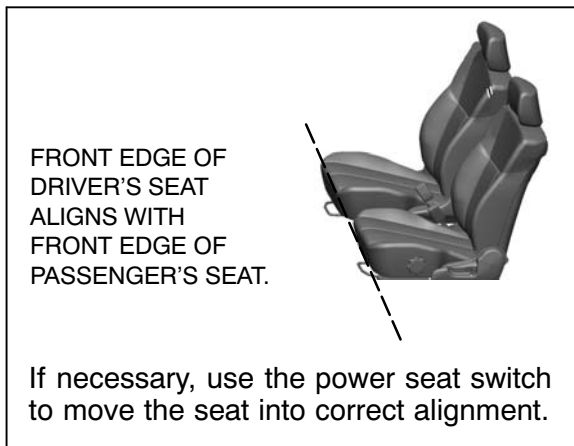 FRONT EDGE OF
DRIVER'S SEAT
ALIGNS WITH
FRONT EDGE OF
PASSENGER'S SEAT.
If necessary, use the power seat switch
to move the seat into correct alignment.